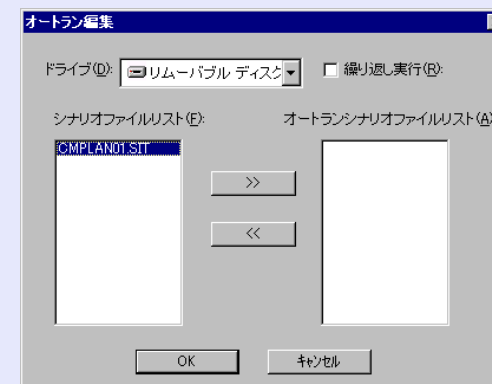 オートラン編集
ドライブ(D): リムーバブル ディスク 繰り返し実行(R):
シナリオファイルリスト(F): オートランシナリオファイルリスト(A)
CMPLAN01.SIT
>>
<<
OK キャンセル